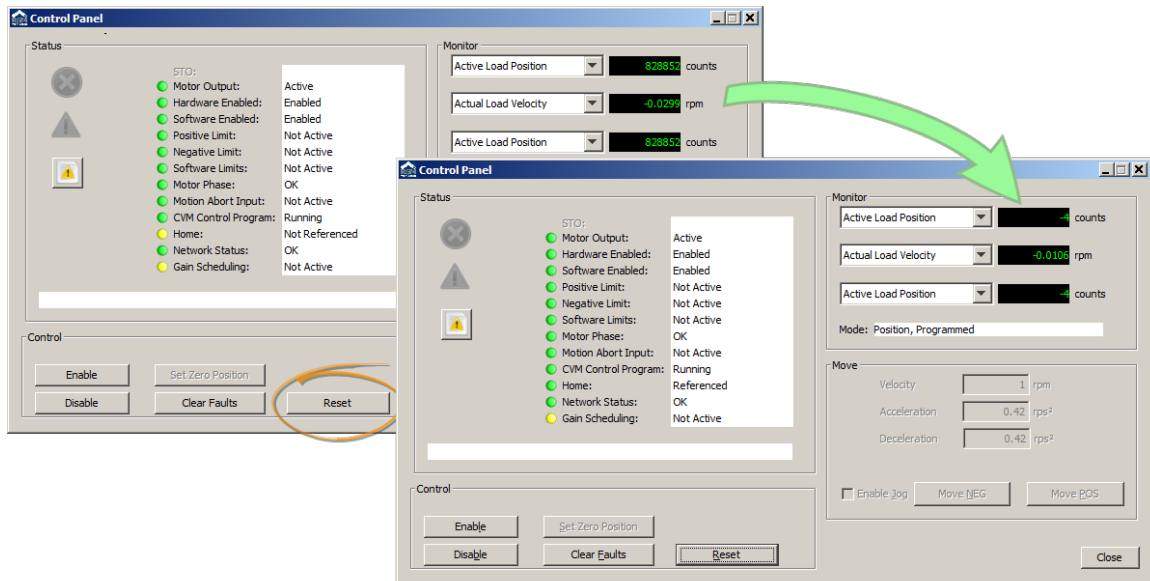 Control Panel
Status
STO:
Motor Output: Active
Hardware Enabled: Enabled
Software Enabled: Enabled
Positive Limit: Not Active
Negative Limit: Not Active
Software Limits: Not Active
Motor Phase: OK
Motion Abort Input: Not Active
CVM Control Program: Running
Home: Not Referenced
Network Status: OK
Gain Scheduling: Not Active
Monitor
Active Load Position 828852 counts
Actual Load Velocity -0.0299 rpm
Active Load Position 828852 counts
Control
Enable Set Zero Position
Disable Clear Faults Reset
Control Panel
Status
STO:
Motor Output: Active
Hardware Enabled: Enabled
Software Enabled: Enabled
Positive Limit: Not Active
Negative Limit: Not Active
Software Limits: Not Active
Motor Phase: OK
Motion Abort Input: Not Active
CVM Control Program: Running
Home: Referenced
Network Status: OK
Gain Scheduling: Not Active
Monitor
Active Load Position -4 counts
Actual Load Velocity -0.0106 rpm
Active Load Position -4 counts
Mode: Position, Programmed
Move
Velocity 1 rpm
Acceleration 0.42 rps²
Deceleration 0.42 rps²
Enable Jog Move NEG Move POS
Control
Enable Set Zero Position
Disable Clear Faults Reset
Close